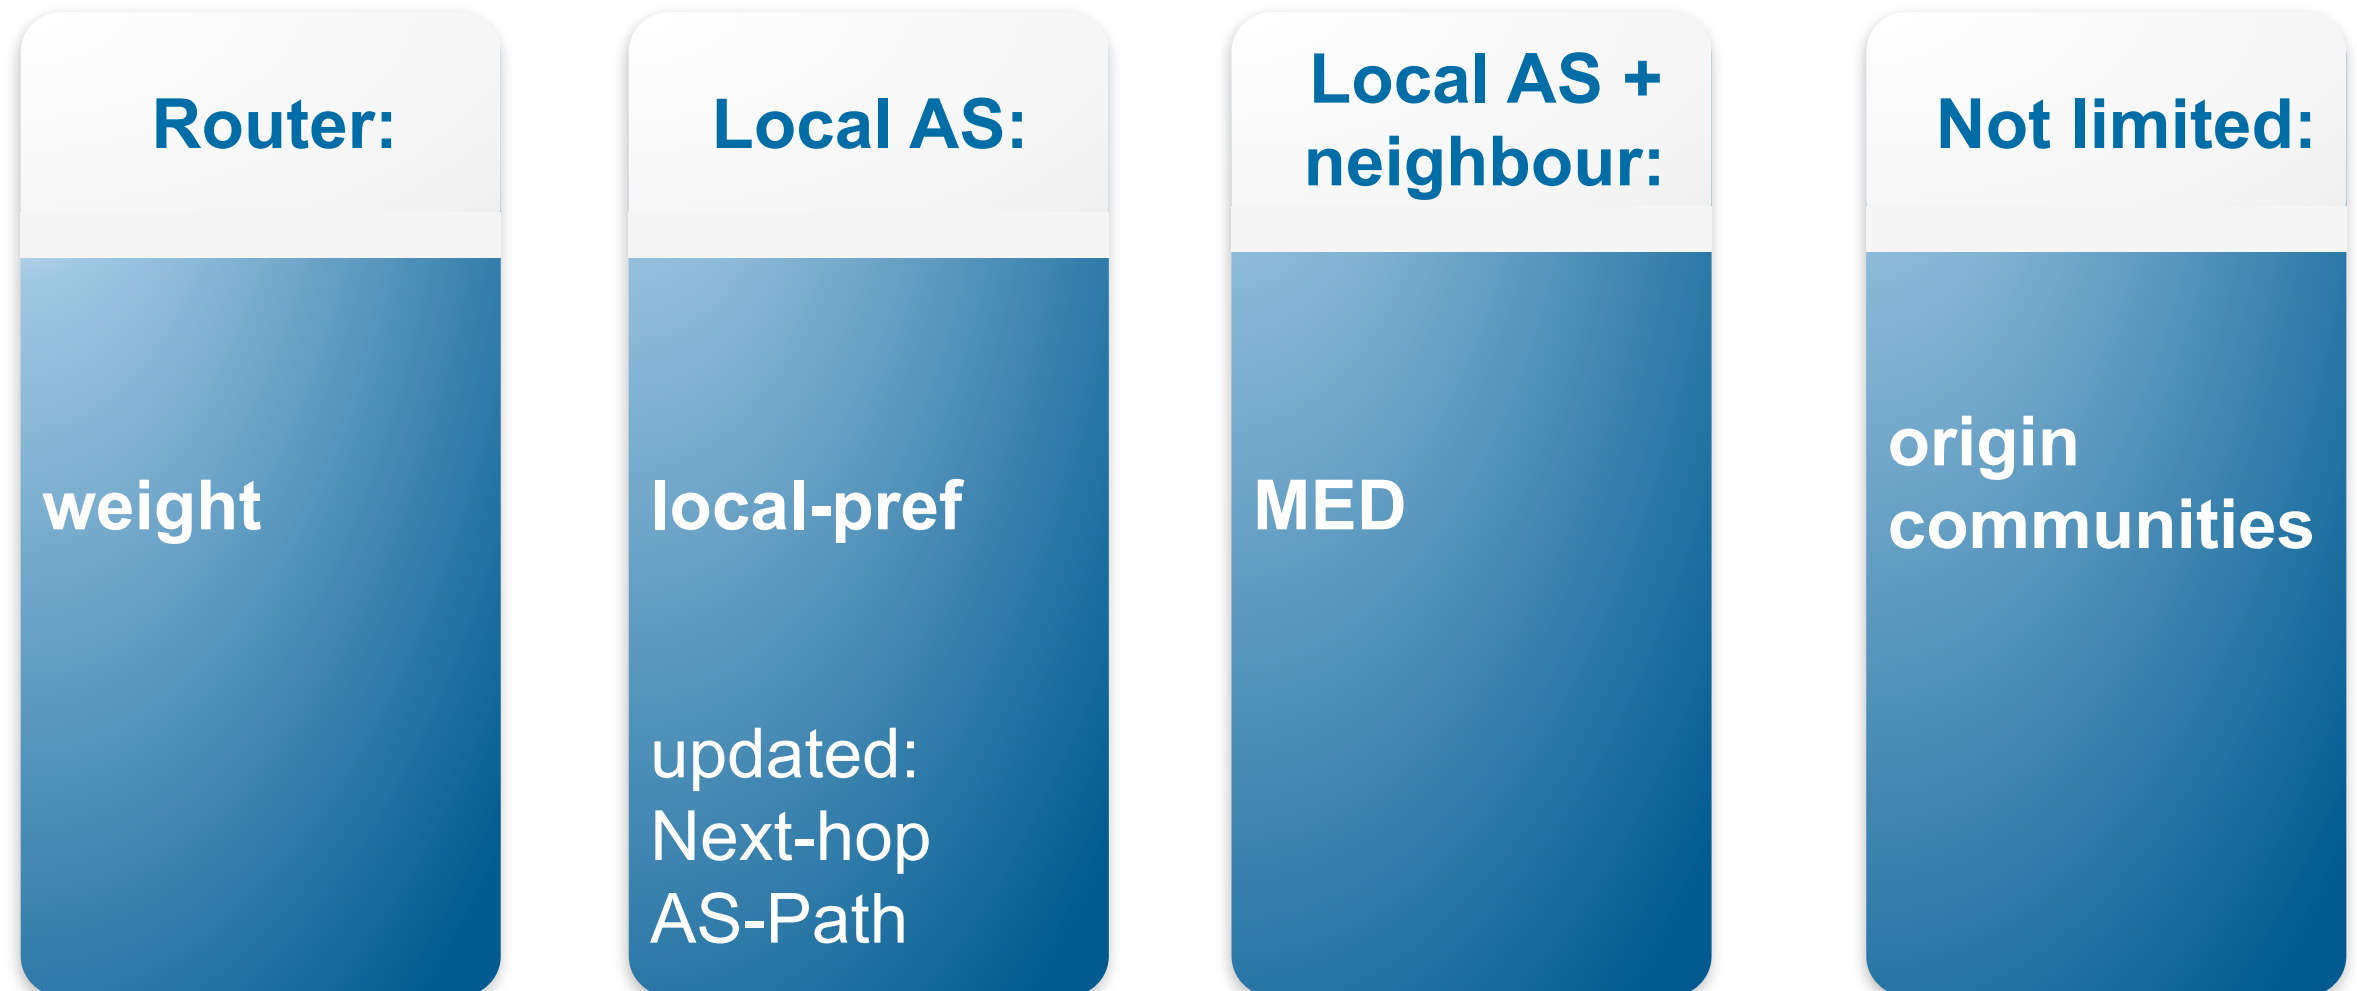 Router:
weight
Local AS:
local-pref
updated:
Next-hop
AS-Path
Local AS +
neighbour:
MED
Not limited:
origin
communities